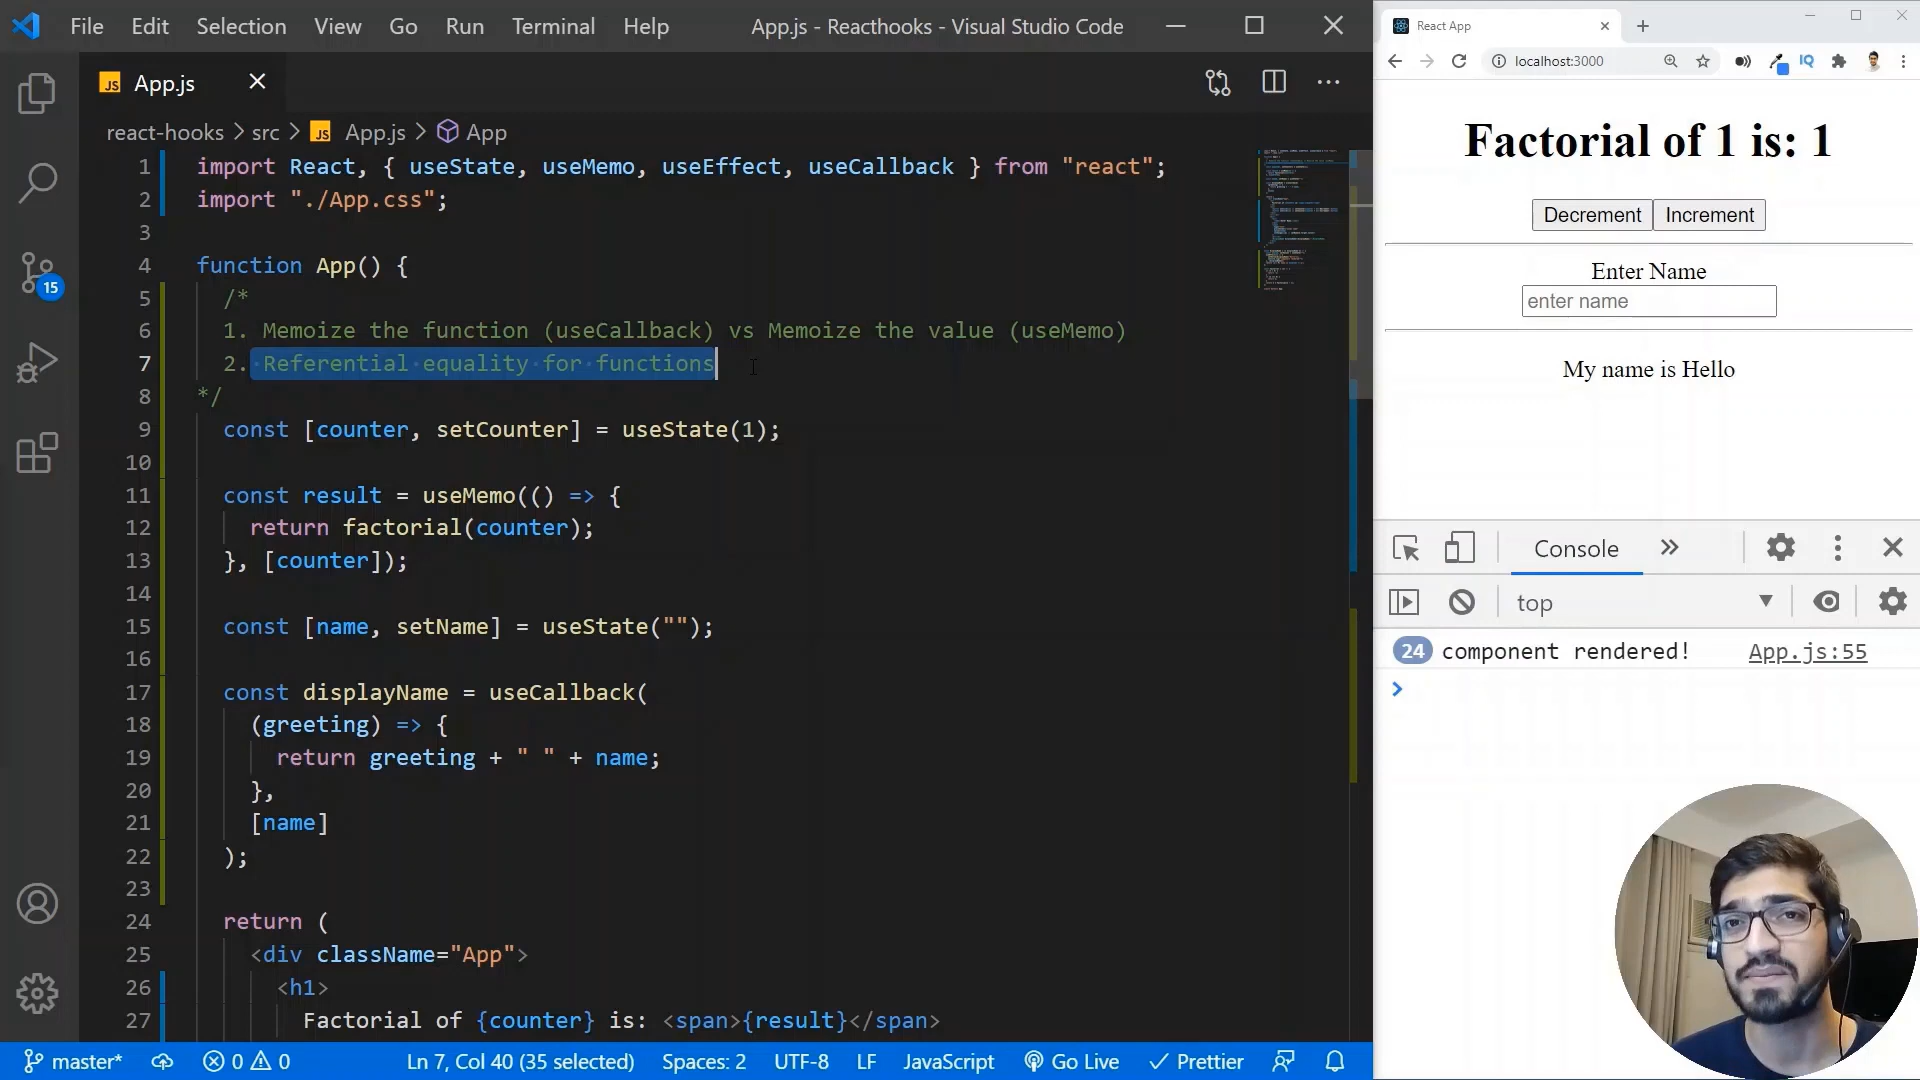 File Edit Selection View Go Run Terminal Help App.js - Reacthooks - Visual Studio Code
JS App.js
react-hooks > src > JS App.js > App
1 import React, { useState, useMemo, useEffect, useCallback } from "react";
2 import "./App.css";
3
4 function App() {
5 /*
6 1. Memoize the function (useCallback) vs Memoize the value (useMemo)
7 2. Referential equality for functions
8 */
9 const [counter, setCounter] = useState(1);
10
11 const result = useMemo(() => {
12 return factorial(counter);
13 }, [counter]);
14
15 const [name, setName] = useState("");
16
17 const displayName = useCallback(
18 (greeting) => {
19 return greeting + " " + name;
20 },
21 [name]
22 );
23
24 return (
25 <div className="App">
26 <h1>
27 Factorial of {counter} is: <span>{result}</span>
15
master* 0 0 Ln 7, Col 40 (35 selected) Spaces: 2 UTF-8 LF JavaScript Go Live Prettier
React App
localhost:3000
IQ
Factorial of 1 is: 1
Decrement Increment
Enter Name
enter name
My name is Hello
Console
top
24 component rendered! App.js:55